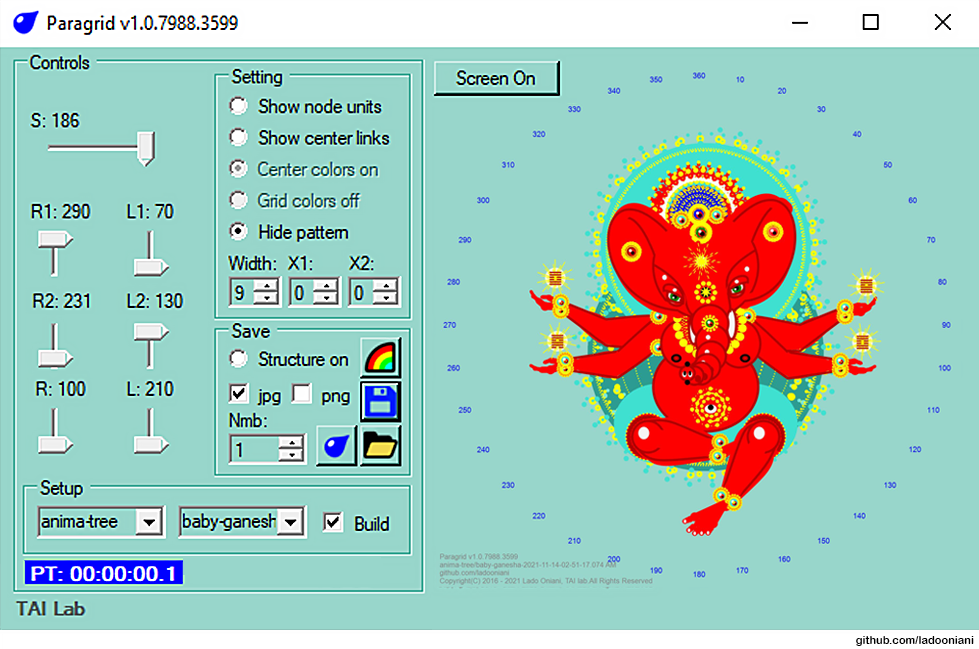 Paragrid v1.0.7988.3599
Controls
S: 186
R1: 290 L1: 70
R2: 231 L2: 130
R: 100 L: 210
Setting
Show node units
Show center links
Center colors on
Grid colors off
Hide pattern
Width: X1: X2:
9 0 0
Save
Structure on
jpg png
Nmb:
1
Setup
anima-tree baby-ganesh Build
PT: 00:00:00.1
TAI Lab
Screen On
360
10
20
30
40
50
60
70
80
90
100
110
120
130
140
150
160
170
180
190
200
210
220
230
240
250
260
270
280
290
300
310
320
330
340
350
Paragrid v1.0.7988.3599
anima-tree/baby-ganesha-2021-11-14-02-51-17.074 AM
github.com/ladooniani
Copyright(C) 2016 - 2021 Lado Oniani, TAI lab All Rights Reserved
github.com/ladooniani